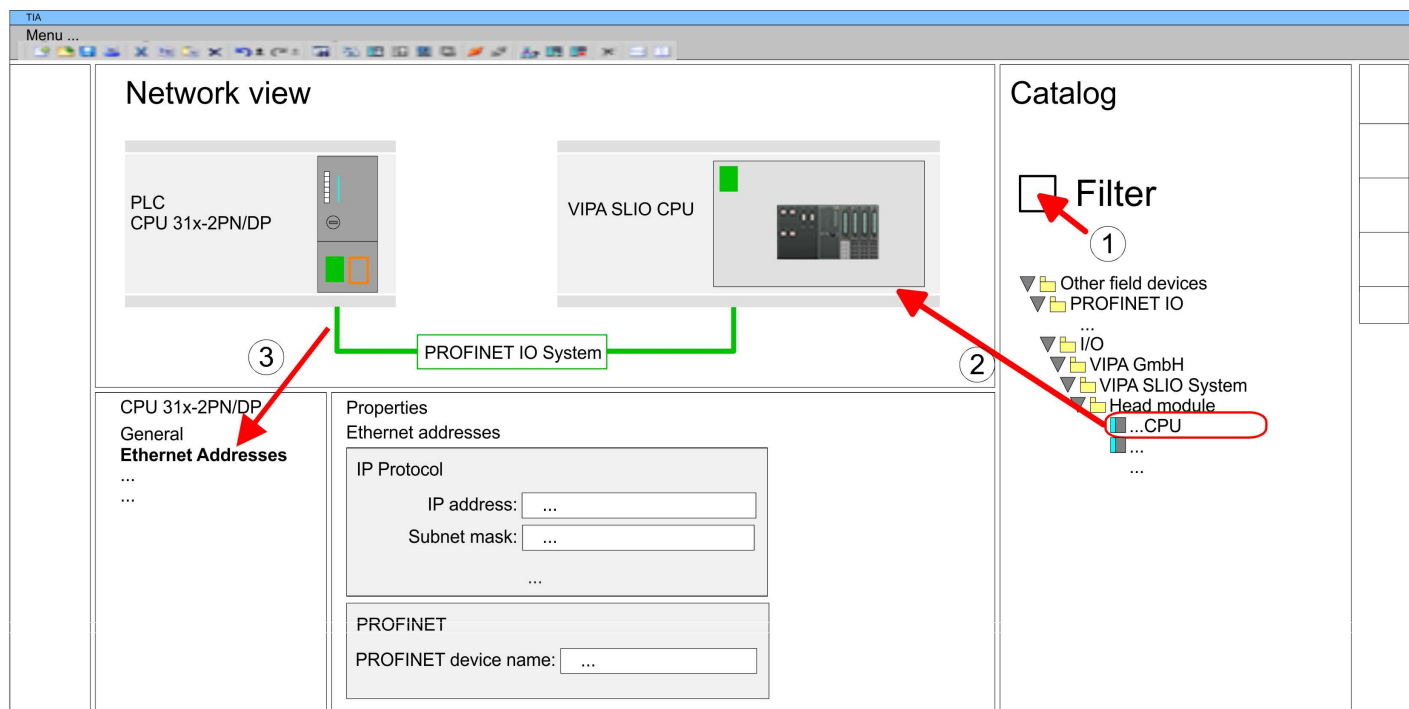 TIA
Menu ...
Network view
PLC
CPU 31x-2PN/DP
VIPA SLIO CPU
PROFINET IO System
3
2
Catalog
Filter
1
Other field devices
PROFINET IO
...
I/O
VIPA GmbH
VIPA SLIO System
Head module
...CPU
...
...
CPU 31x-2PN/DP
General
Ethernet Addresses
...
...
Properties
Ethernet addresses
IP Protocol
IP address: ...
Subnet mask: ...
...
PROFINET
PROFINET device name: ...